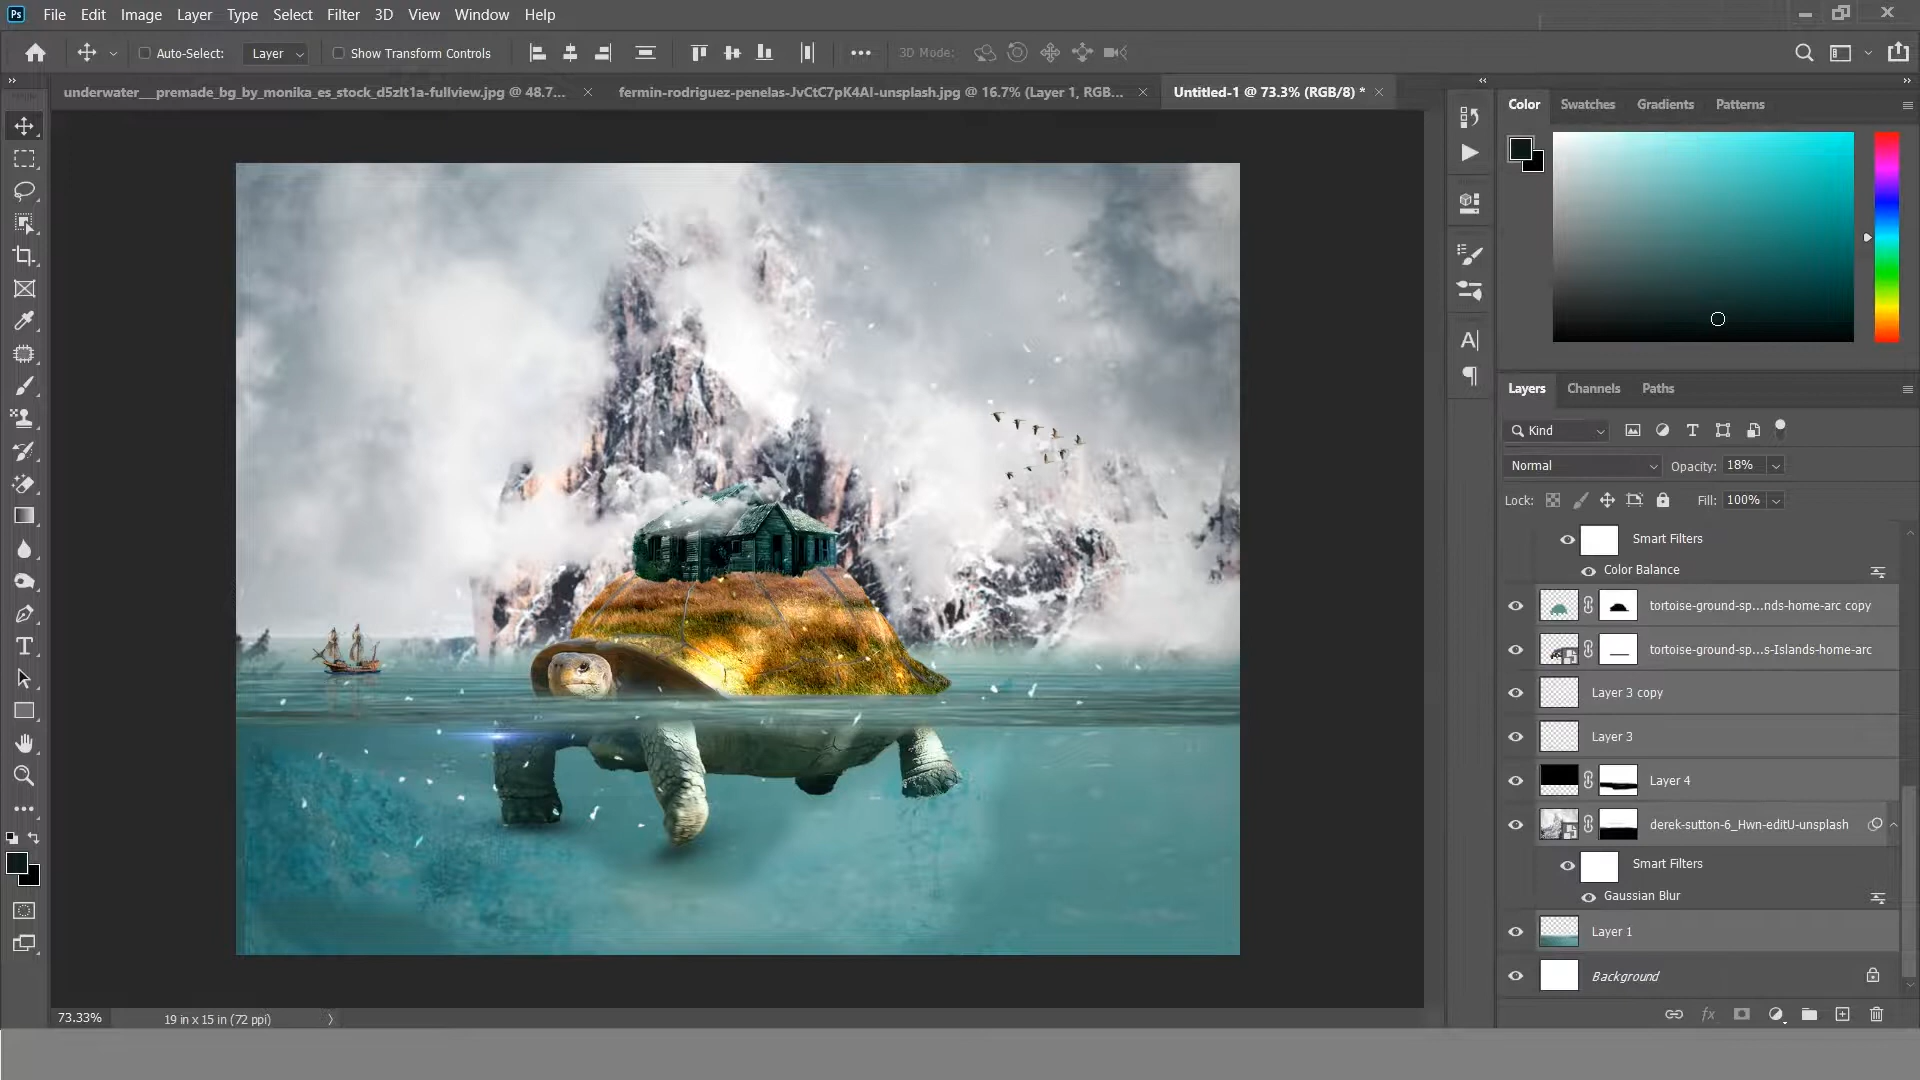 Ps File Edit Image Layer Type Select Filter 3D View Window Help
Auto-Select: Layer Show Transform Controls 3D Mode:
underwater__premade_bg_by_monika_es_stock_d5zlt1a-fullview.jpg @ 48.7... fermin-rodriguez-penelas-JvCtC7pK4AI-unsplash.jpg @ 16.7% (Layer 1, RGB... Untitled-1 @ 73.3% (RGB/8) *
Color Swatches Gradients Patterns
Layers Channels Paths
Kind
Normal Opacity: 18%
Lock: Fill: 100%
Smart Filters
Color Balance
tortoise-ground-sp...nds-home-arc copy
tortoise-ground-sp...s-Islands-home-arc
Layer 3 copy
Layer 3
Layer 4
derek-sutton-6_Hwn-editU-unsplash
Smart Filters
Gaussian Blur
Layer 1
Background
fx
73.33% 19 in x 15 in (72 ppi)